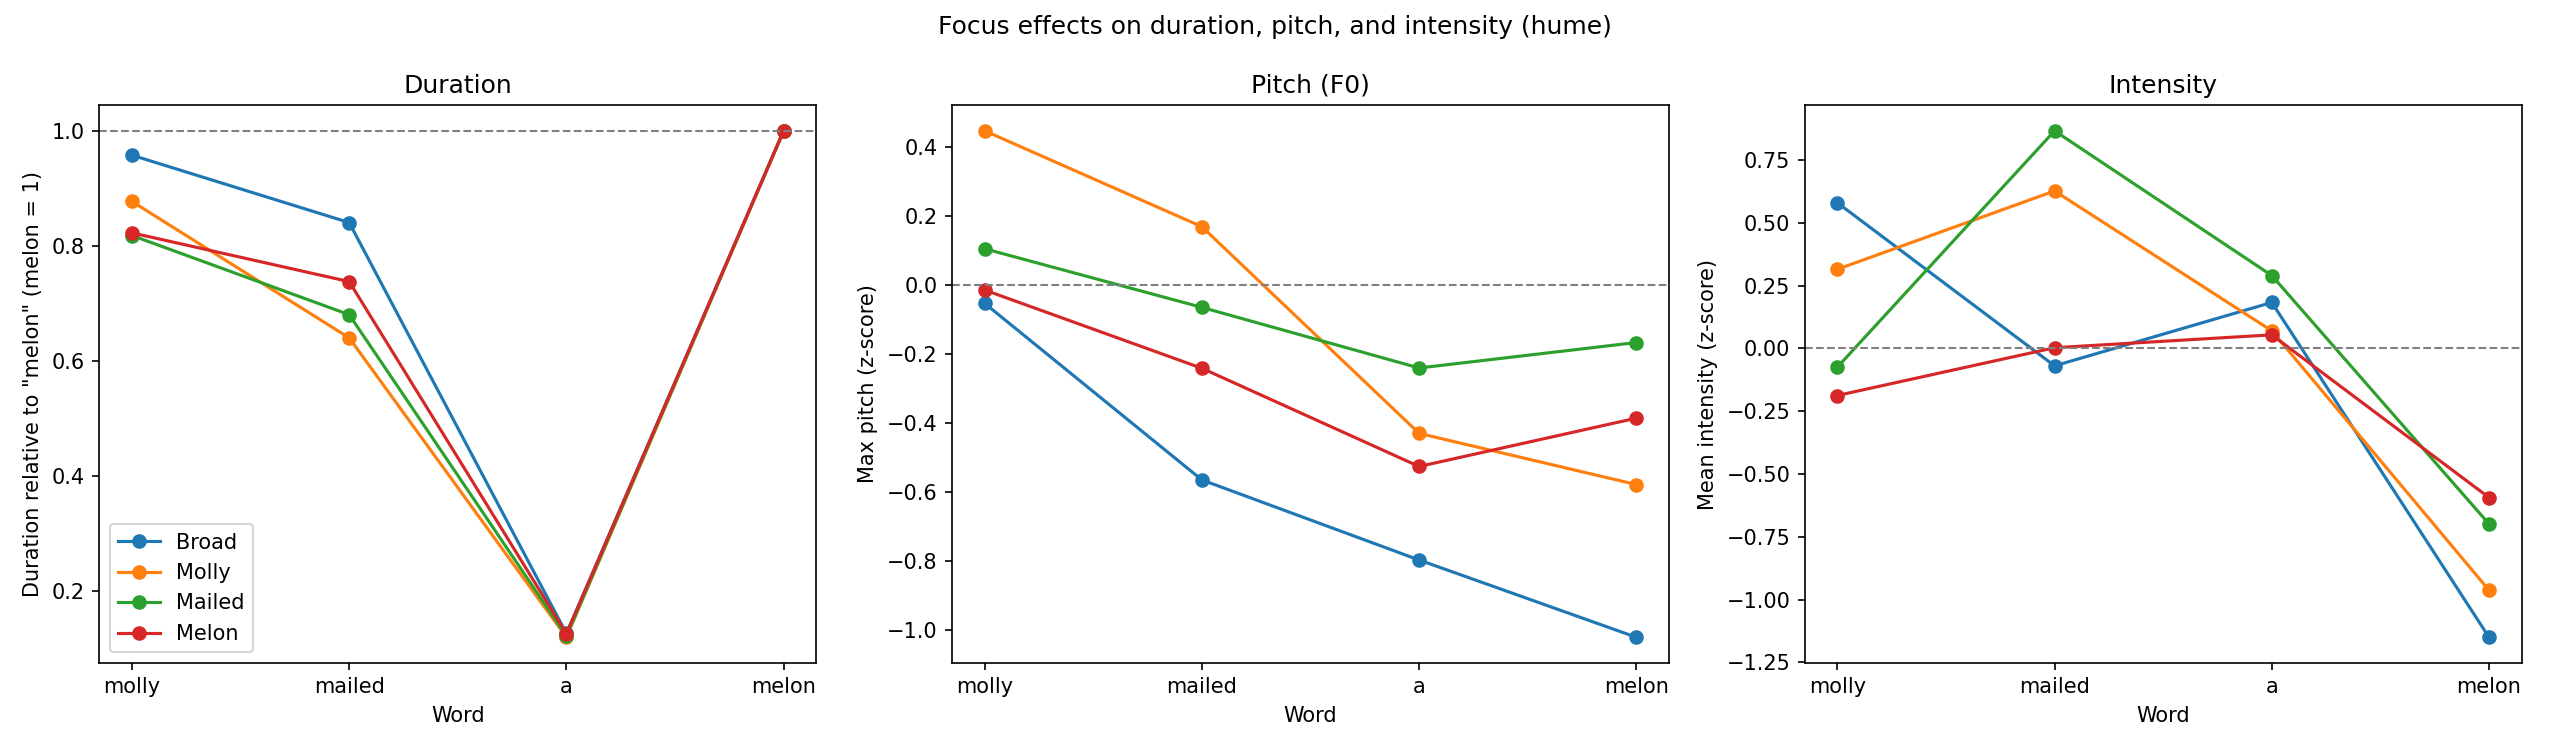 Focus effects on duration, pitch, and intensity (hume)
Duration
Duration relative to "melon" (melon = 1)
1.0
0.8
0.6
0.4
0.2
Broad
Molly
Mailed
Melon
molly mailed a melon
Word
Pitch (F0)
Max pitch (z-score)
0.4
0.2
0.0
−0.2
−0.4
−0.6
−0.8
−1.0
molly mailed a melon
Word
Intensity
Mean intensity (z-score)
0.75
0.50
0.25
0.00
−0.25
−0.50
−0.75
−1.00
−1.25
molly mailed a melon
Word